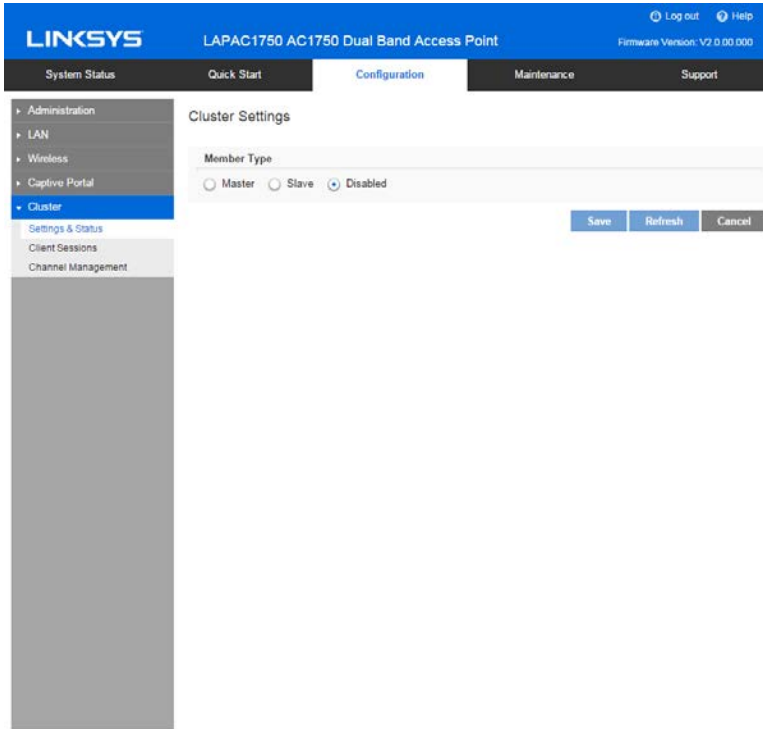 Log out Help
LINKSYS LAPAC1750 AC1750 Dual Band Access Point Firmware Version: V2.0.00.000
System Status Quick Start Configuration Maintenance Support
Administration
LAN
Wireless
Captive Portal
Cluster
Settings & Status
Client Sessions
Channel Management
Cluster Settings
Member Type
Master Slave Disabled
Save Refresh Cancel